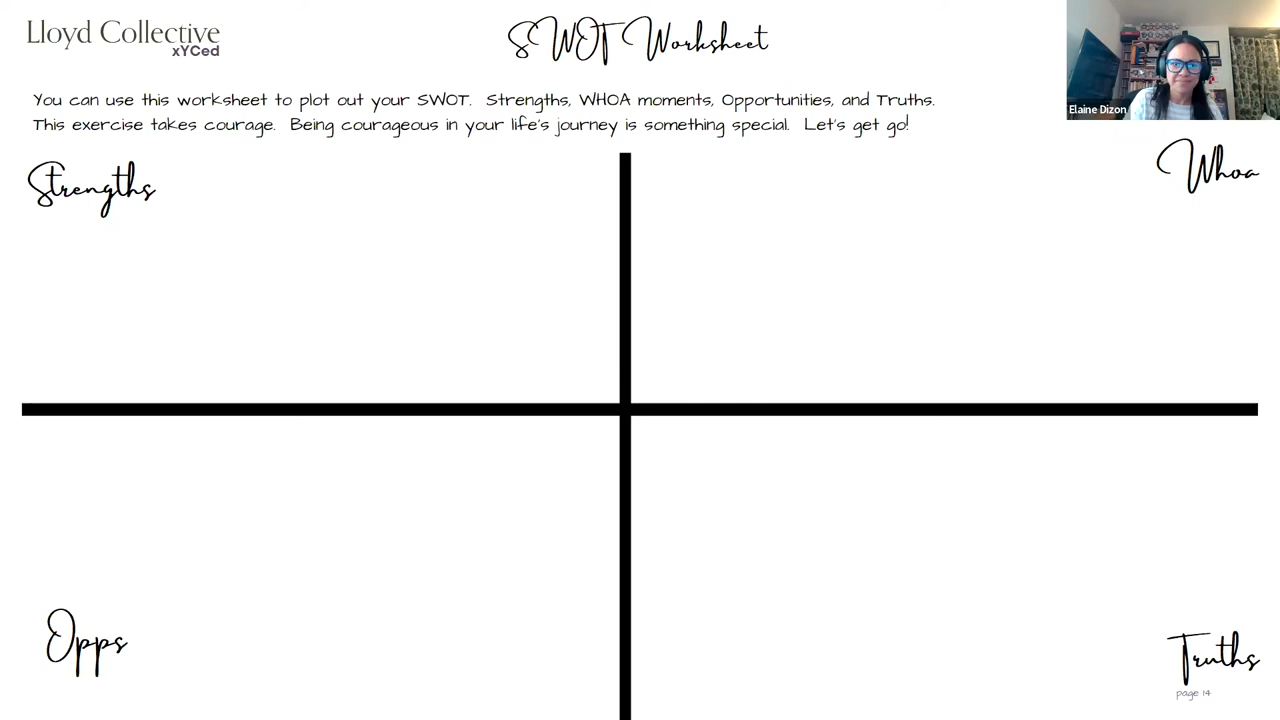 Lloyd Collective
xYCed
SWOT Worksheet
You can use this worksheet to plot out your SWOT. Strengths, WHOA moments, Opportunities, and Truths.
This exercise takes courage. Being courageous in your life's journey is something special. Let's get go!
Elaine Dizon
Strengths
Whoa
Opps
Truths
page 14